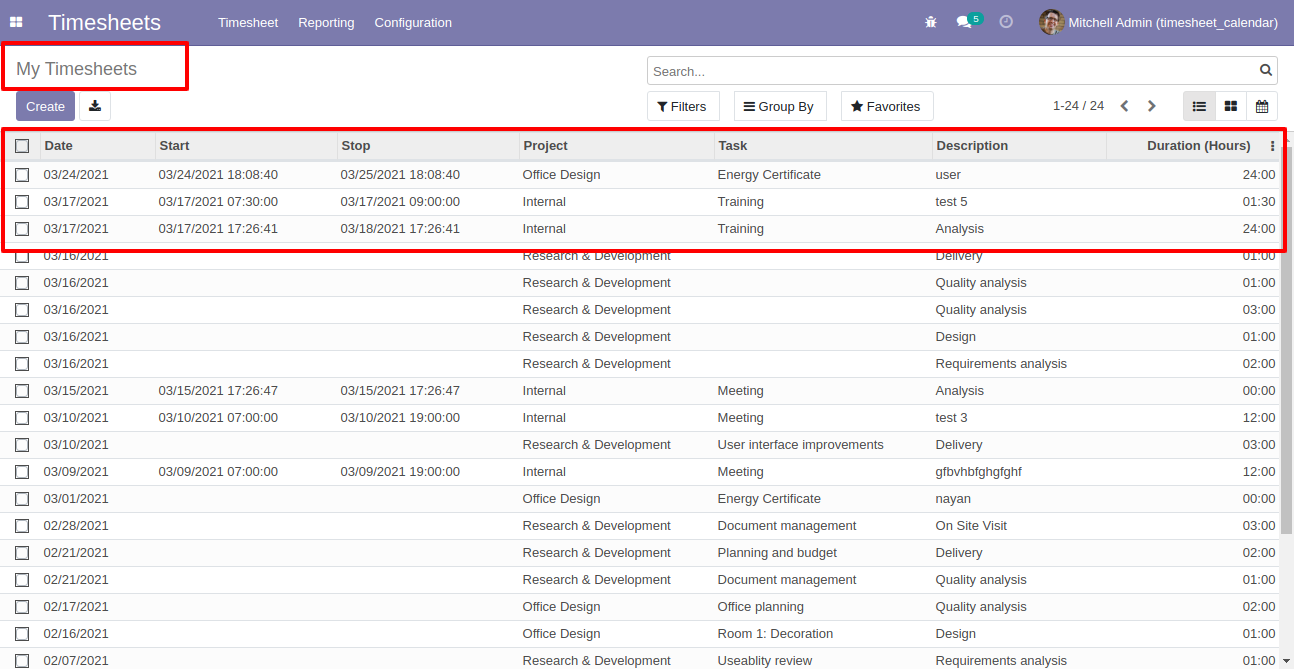 Timesheets Timesheet Reporting Configuration 5 Mitchell Admin (timesheet_calendar)
My Timesheets Search...
Create Filters Group By Favorites 1-24 / 24
Date Start Stop Project Task Description Duration (Hours)
03/24/2021 03/24/2021 18:08:40 03/25/2021 18:08:40 Office Design Energy Certificate user 24:00
03/17/2021 03/17/2021 07:30:00 03/17/2021 09:00:00 Internal Training test 5 01:30
03/17/2021 03/17/2021 17:26:41 03/18/2021 17:26:41 Internal Training Analysis 24:00
03/16/2021 Research & Development Delivery 01:00
03/16/2021 Research & Development Quality analysis 01:00
03/16/2021 Research & Development Quality analysis 03:00
03/16/2021 Research & Development Design 01:00
03/16/2021 Research & Development Requirements analysis 02:00
03/15/2021 03/15/2021 17:26:47 03/15/2021 17:26:47 Internal Meeting Analysis 00:00
03/10/2021 03/10/2021 07:00:00 03/10/2021 19:00:00 Internal Meeting test 3 12:00
03/10/2021 Research & Development User interface improvements Delivery 03:00
03/09/2021 03/09/2021 07:00:00 03/09/2021 19:00:00 Internal Meeting gfbvhbfghgfghf 12:00
03/01/2021 Office Design Energy Certificate nayan 00:00
02/28/2021 Research & Development Document management On Site Visit 03:00
02/21/2021 Research & Development Planning and budget Delivery 02:00
02/21/2021 Research & Development Document management Quality analysis 01:00
02/17/2021 Office Design Office planning Quality analysis 02:00
02/16/2021 Office Design Room 1: Decoration Design 01:00
02/07/2021 Research & Development Useablity review Requirements analysis 01:00